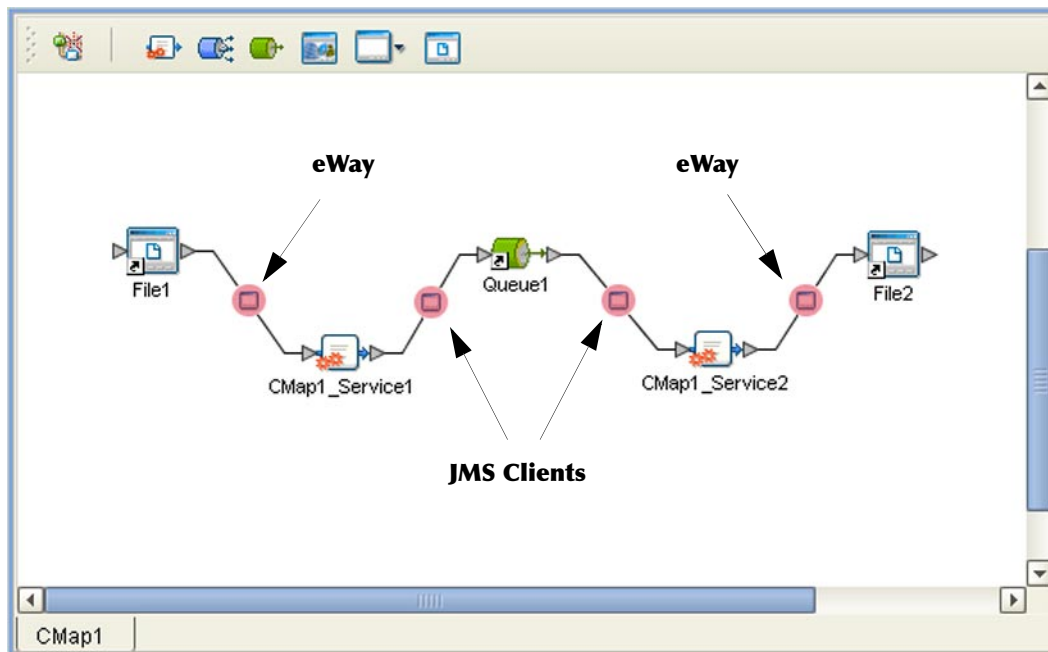 eWay
eWay
File1
Queue1
File2
CMap1_Service1
CMap1_Service2
JMS Clients
CMap1